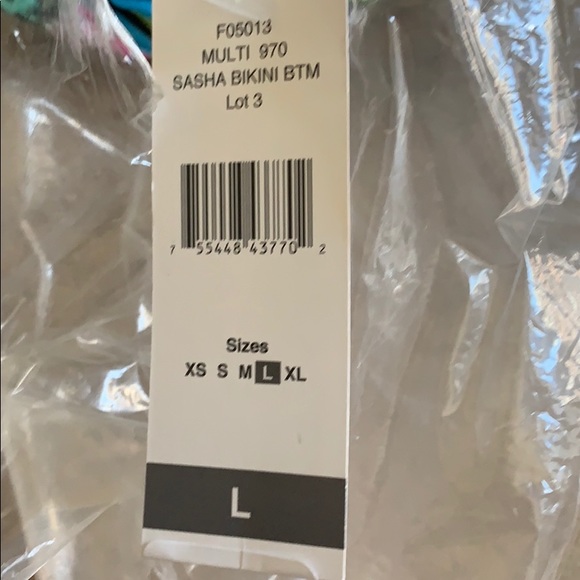 F05013
MULTI 970
SASHA BIKINI BTM
Lot 3
7 55448 43770 2
Sizes
XS S M L XL
L